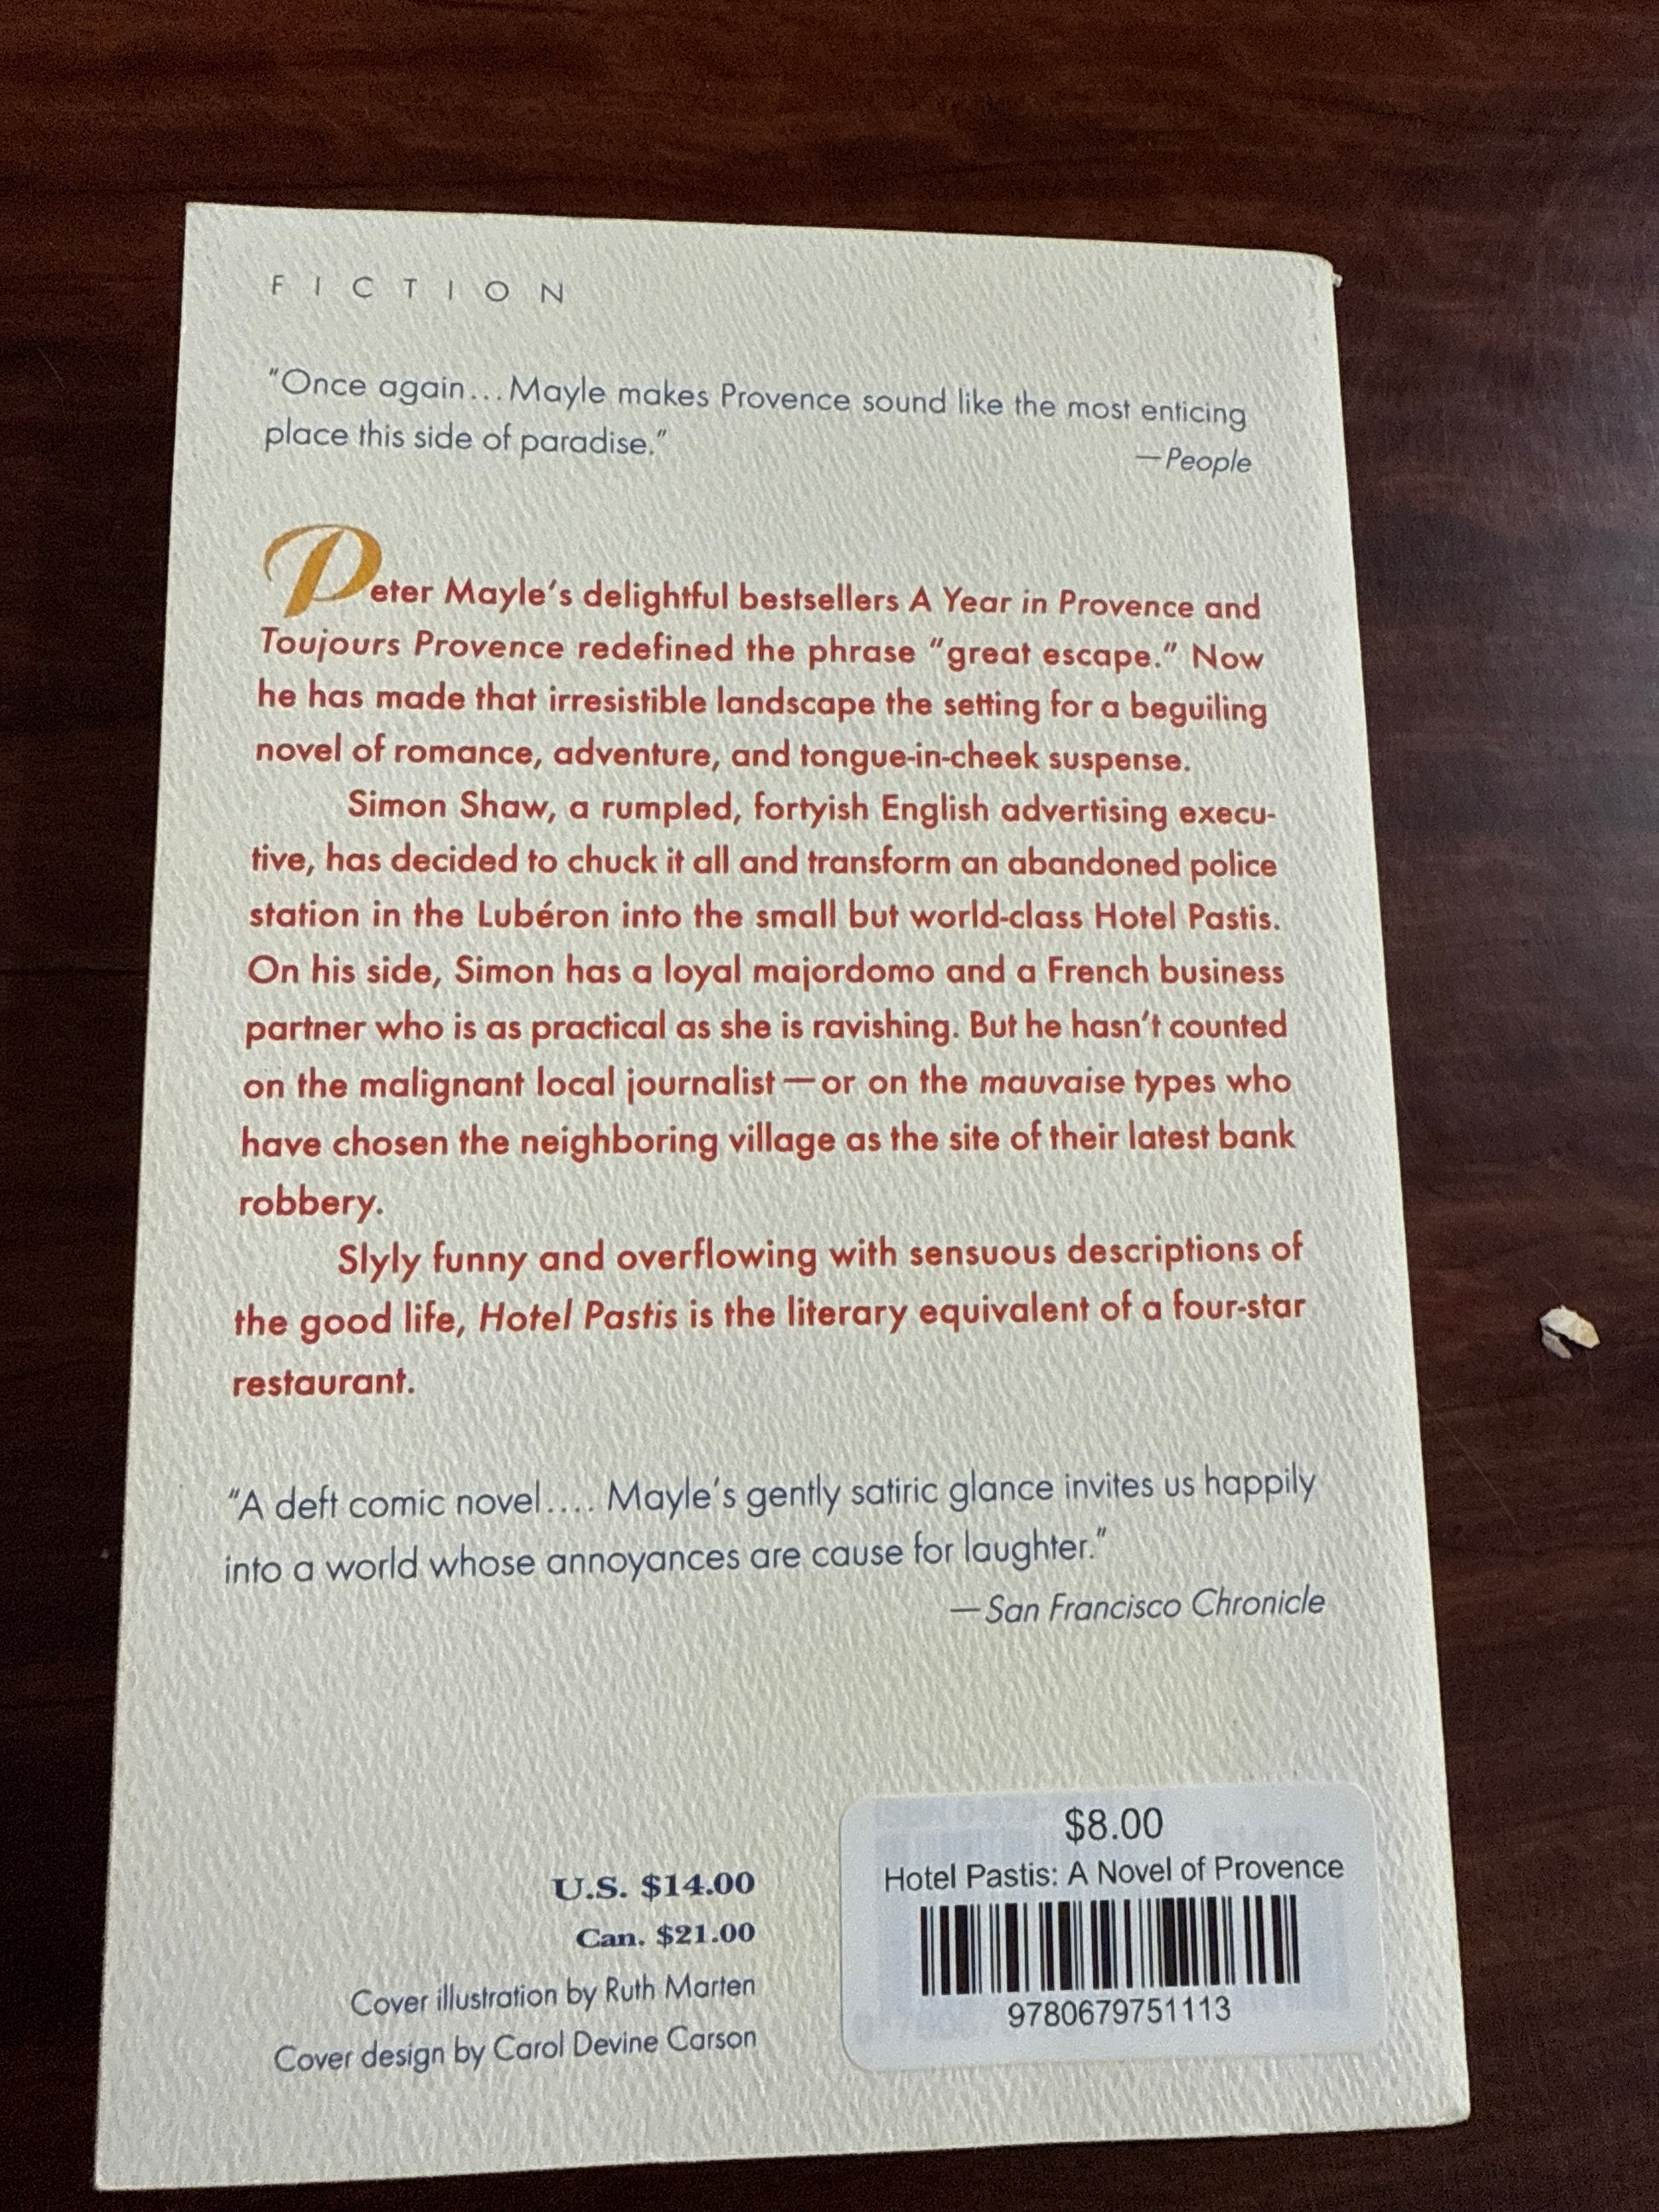 FICTION
"Once again... Mayle makes Provence sound like the most enticing
place this side of paradise."
—People
Peter Mayle's delightful bestsellers A Year in Provence and
Toujours Provence redefined the phrase "great escape." Now
he has made that irresistible landscape the setting for a beguiling
novel of romance, adventure, and tongue-in-cheek suspense.
Simon Shaw, a rumpled, fortyish English advertising execu-
tive, has decided to chuck it all and transform an abandoned police
station in the Lubéron into the small but world-class Hotel Pastis.
On his side, Simon has a loyal majordomo and a French business
partner who is as practical as she is ravishing. But he hasn't counted
on the malignant local journalist—or on the mauvaise types who
have chosen the neighboring village as the site of their latest bank
robbery.
Slyly funny and overflowing with sensuous descriptions of
the good life, Hotel Pastis is the literary equivalent of a four-star
restaurant.
"A deft comic novel.... Mayle's gently satiric glance invites us happily
into a world whose annoyances are cause for laughter."
—San Francisco Chronicle
U.S. $14.00
Can. $21.00
Cover illustration by Ruth Marten
Cover design by Carol Devine Carson
$8.00
Hotel Pastis: A Novel of Provence
9780679751113